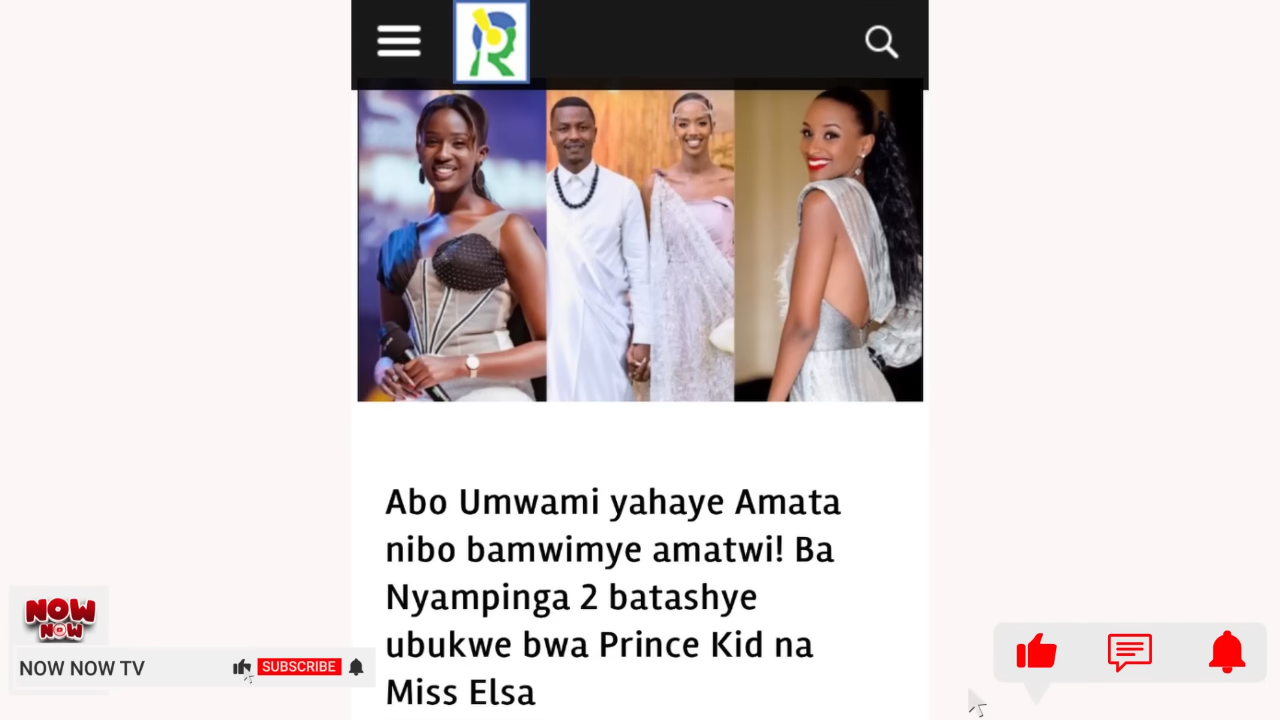 Abo Umwami yahaye Amata
nibo bamwimye amatwi! Ba
Nyampinga 2 batashye
ubukwe bwa Prince Kid na
Miss Elsa
NOW
NOW
NOW NOW TV
SUBSCRIBE